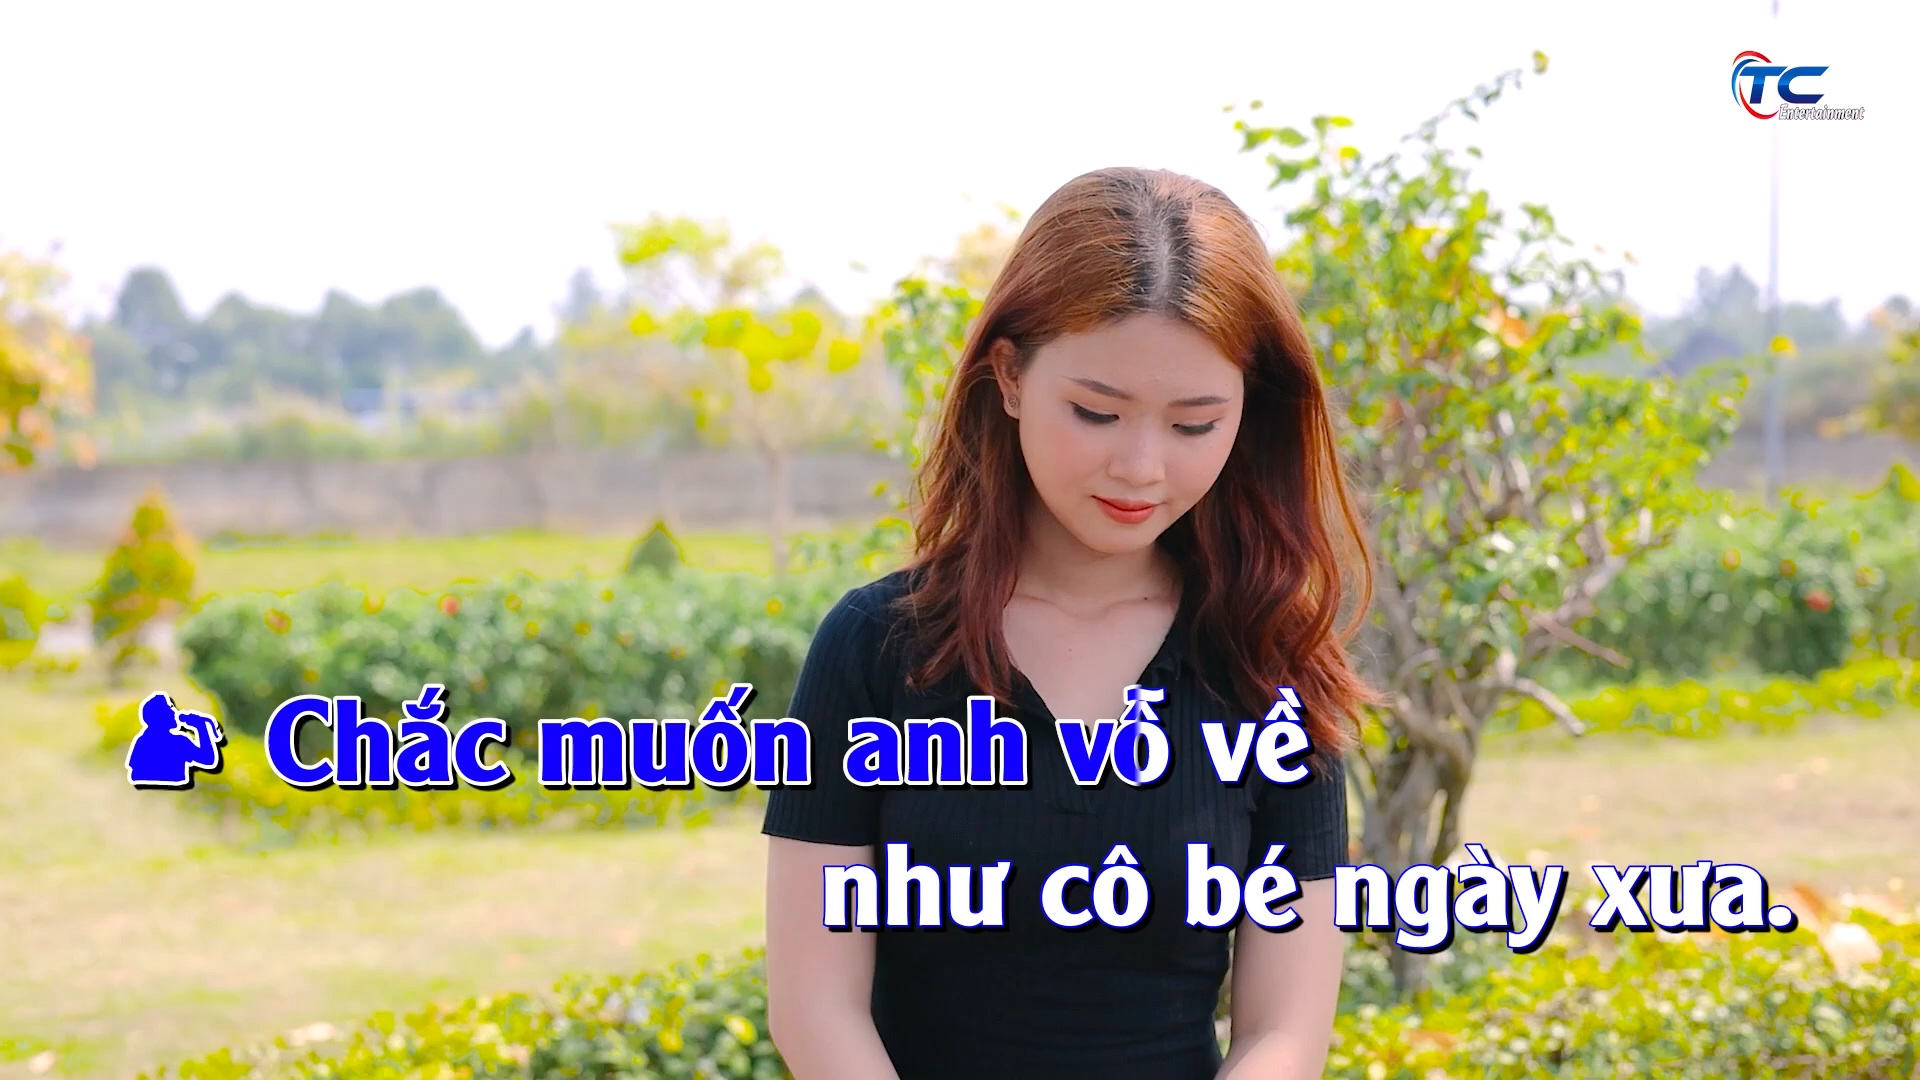 TC
Entertainment
Chắc muốn anh vỗ về
như cô bé ngày xưa.